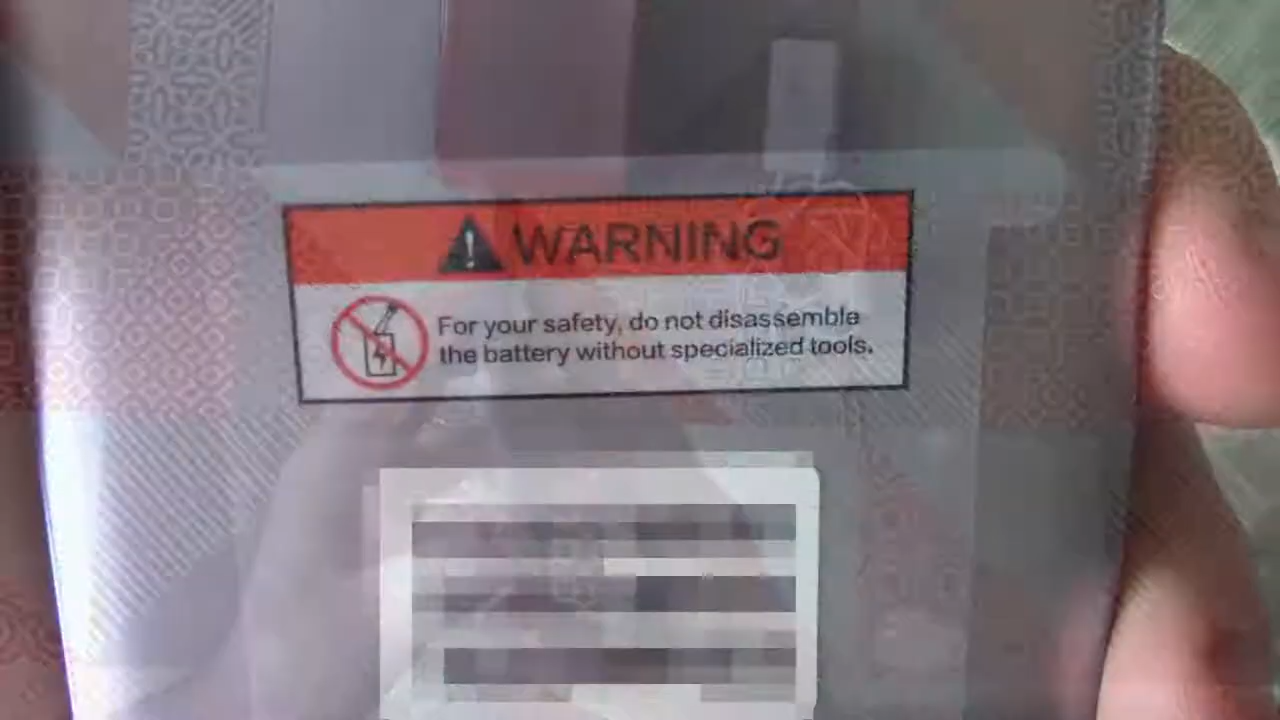 WARNING
For your safety, do not disassemble
the battery without specialized tools.